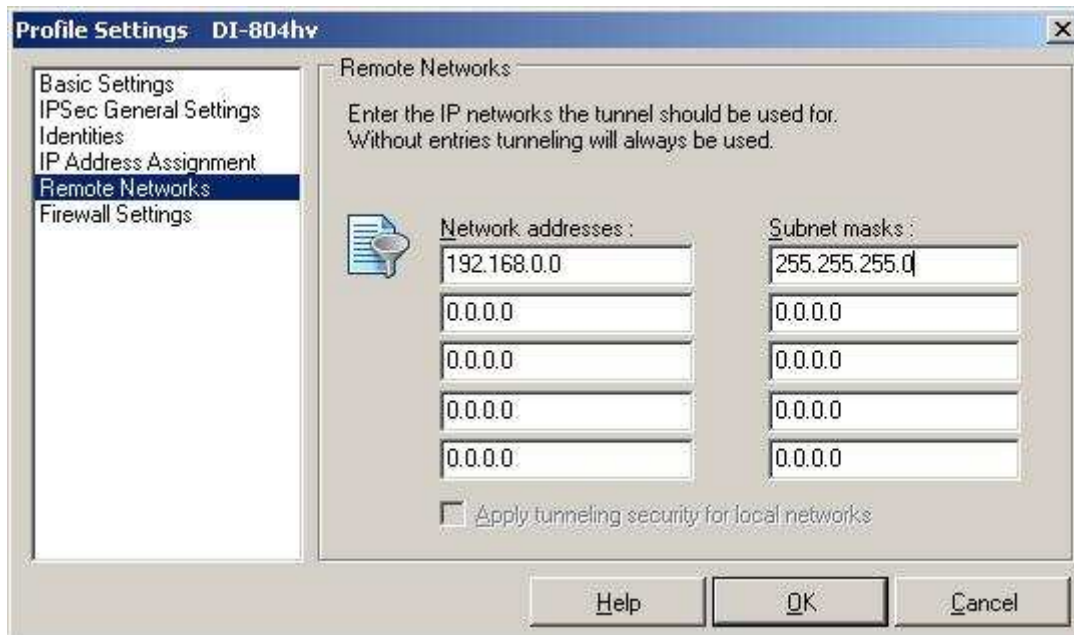 Profile Settings DI-804hv
Basic Settings
IPSec General Settings
Identities
IP Address Assignment
Remote Networks
Firewall Settings
Remote Networks
Enter the IP networks the tunnel should be used for.
Without entries tunneling will always be used.
Network addresses :
Subnet masks :
192.168.0.0
255.255.255.0
0.0.0.0
0.0.0.0
0.0.0.0
0.0.0.0
0.0.0.0
0.0.0.0
0.0.0.0
0.0.0.0
Apply tunneling security for local networks
Help
OK
Cancel